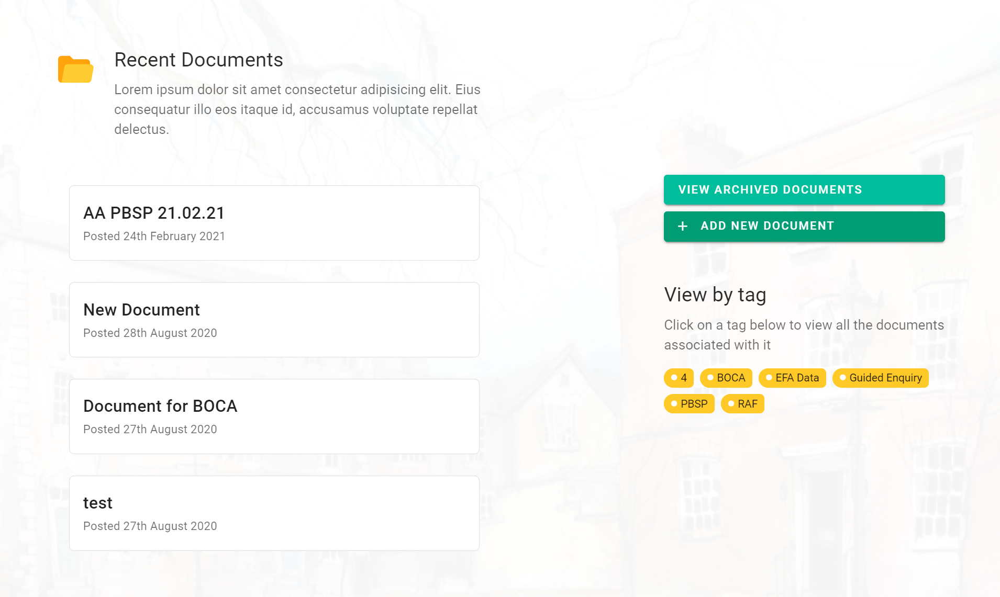 Recent Documents
Lorem ipsum dolor sit amet consectetur adipisicing elit. Eius
consequatur illo eos itaque id, accusamus voluptate repellat
delectus.
AA PBSP 21.02.21
Posted 24th February 2021
New Document
Posted 28th August 2020
Document for BOCA
Posted 27th August 2020
test
Posted 27th August 2020
VIEW ARCHIVED DOCUMENTS
+ ADD NEW DOCUMENT
View by tag
Click on a tag below to view all the documents
associated with it
4 BOCA EFA Data Guided Enquiry
PBSP RAF